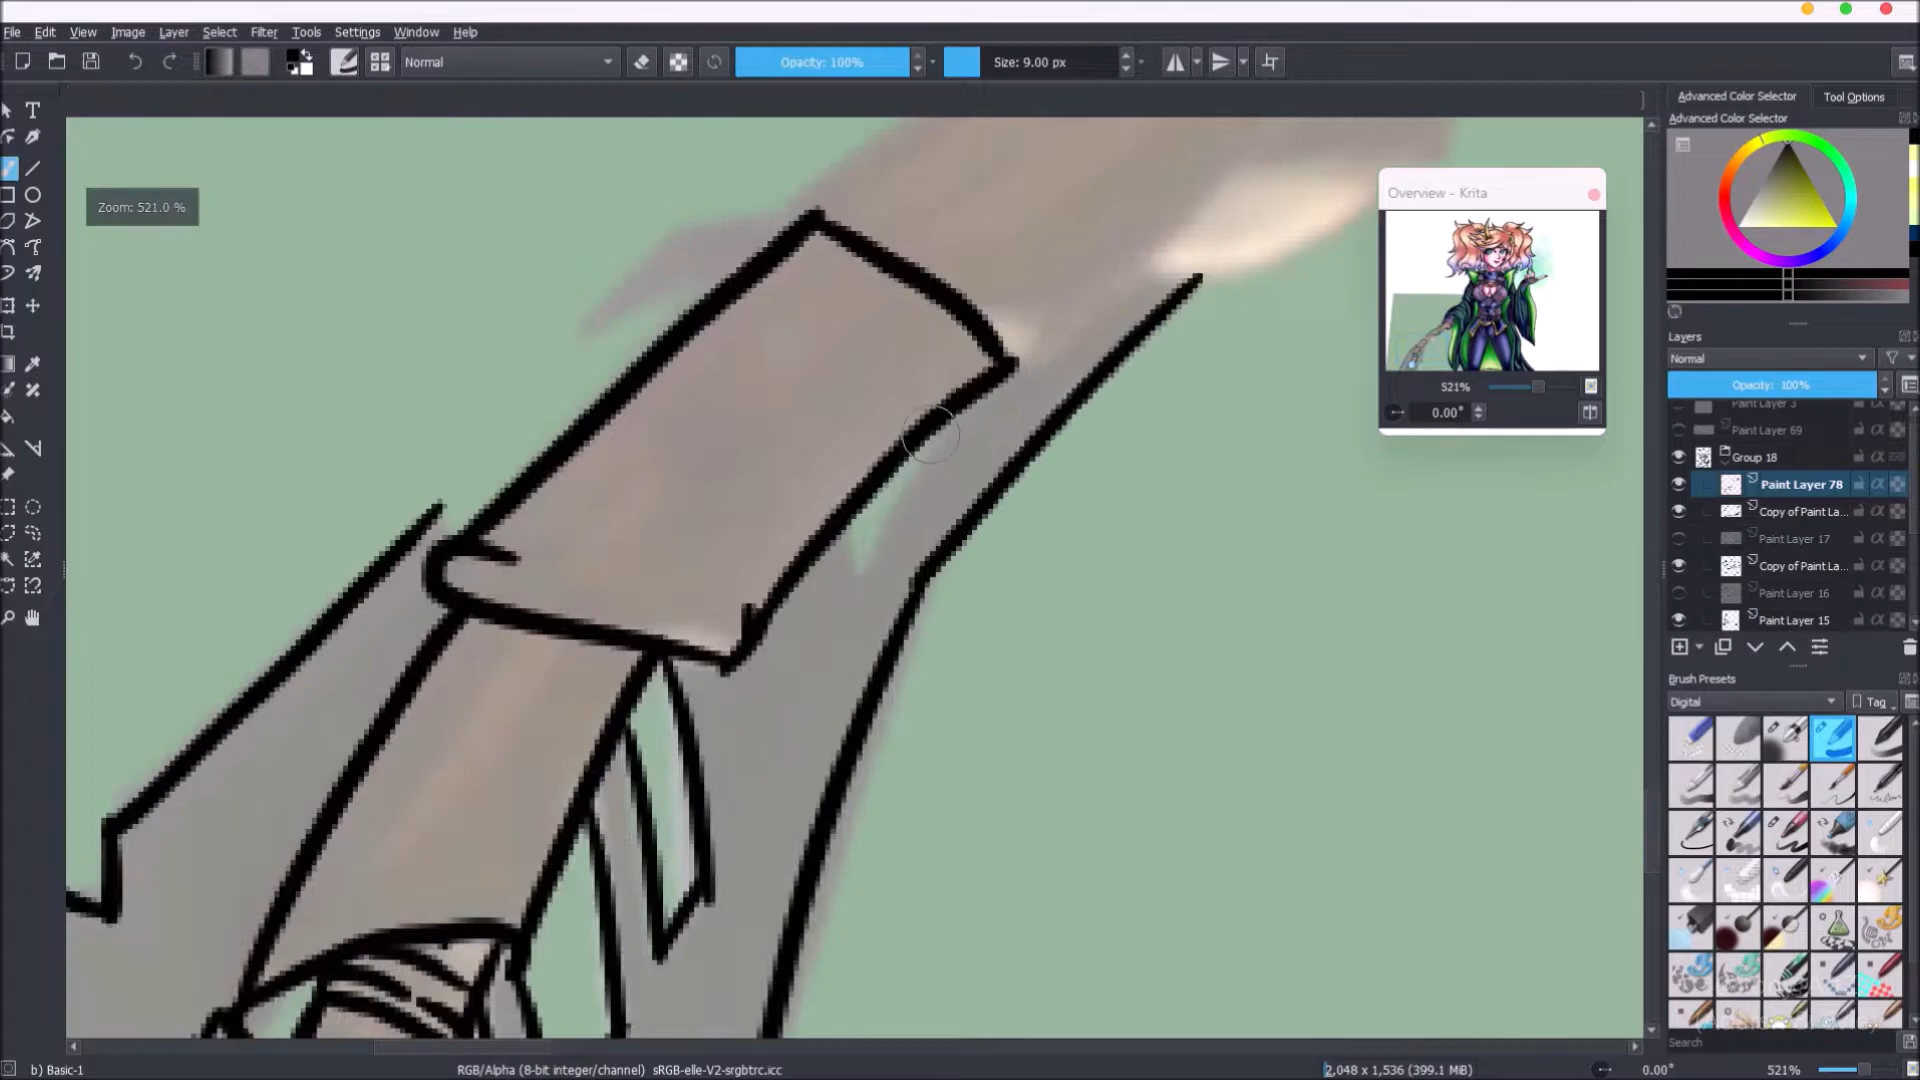 File Edit View Image Layer Select Filter Tools Settings Window Help
Normal
Opacity: 100%
Size: 9.00 px
Advanced Color Selector
Tool Options
Advanced Color Selector
Zoom: 521.0 %
Overview - Krita
521%
0.00°
Layers
Normal
Opacity: 100%
Paint Layer 3
Paint Layer 69
Group 18
Paint Layer 78
Copy of Paint La...
Paint Layer 17
Copy of Paint La...
Paint Layer 16
Paint Layer 15
Brush Presets
Digital
Tag
Search
b) Basic-1
RGB/Alpha (8-bit integer/channel) sRGB-elle-V2-srgbtrc.icc
2,048 x 1,536 (399.1 MiB)
0.00°
521%